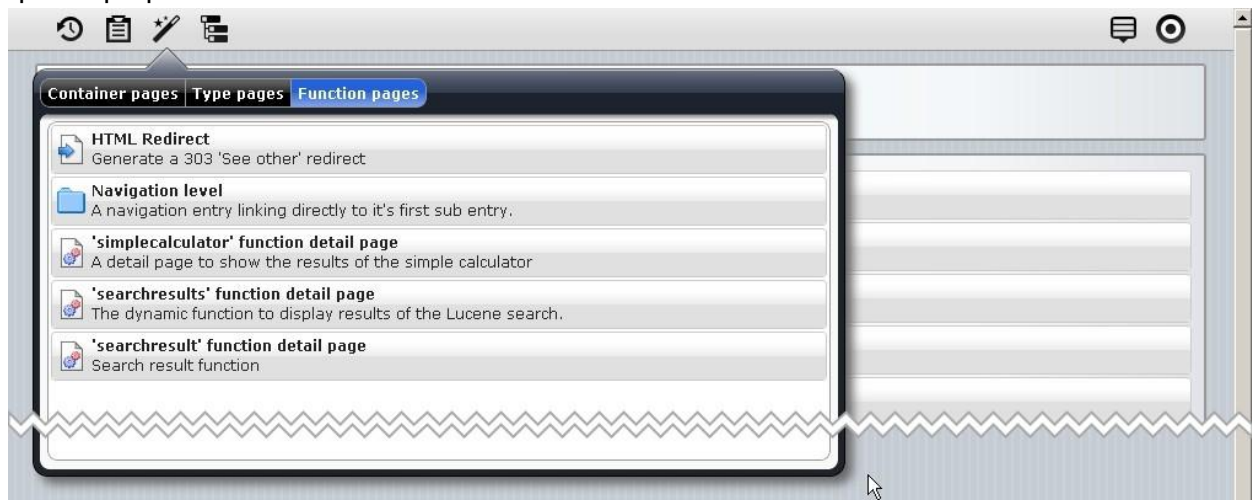 Container pages Type pages Function pages
HTML Redirect
Generate a 303 'See other' redirect
Navigation level
A navigation entry linking directly to it's first sub entry.
'simplecalculator' function detail page
A detail page to show the results of the simple calculator
'searchresults' function detail page
The dynamic function to display results of the Lucene search.
'searchresult' function detail page
Search result function